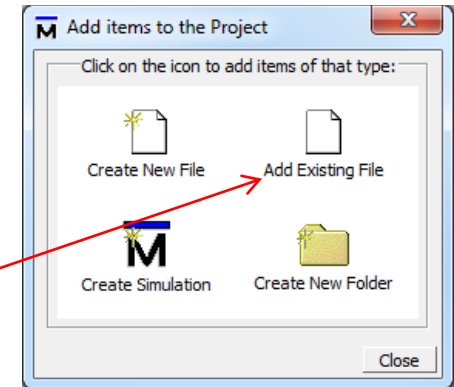 M Add items to the Project
Click on the icon to add items of that type:
Create New File Add Existing File
M
Create Simulation Create New Folder
Close